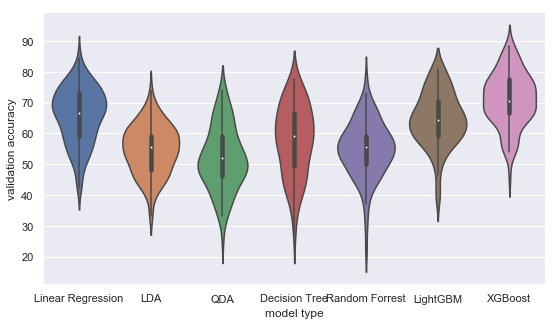 90
80
70
60
50
40
30
20
validation accuracy
Linear Regression LDA QDA Decision Tree Random Forrest LightGBM XGBoost
model type